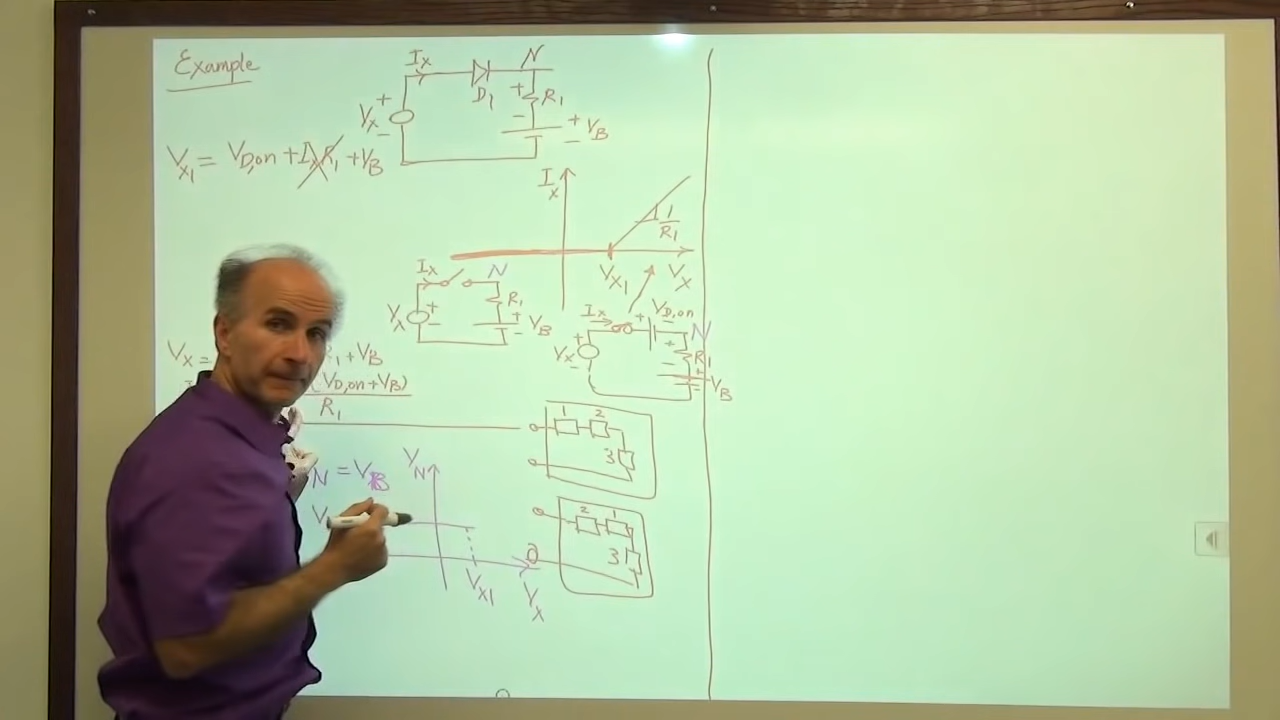 Example
Ix
N
+
Vx
−
D1
+
−
R1
+
−
VB
Vx1 = VD,on + IxR1 + VB
Ix
1
R1
Vx1
Vx
Ix
N
Vx
+
−
R1
+
−
VB
Ix
+
VD,on
−
N
+
Vx
−
+
−
R1
+
−
VB
Vx =
R1 + VB
(VD,on + VB)
R1
1
2
3
N = VB
VN
Vx1
Vx
2
1
3